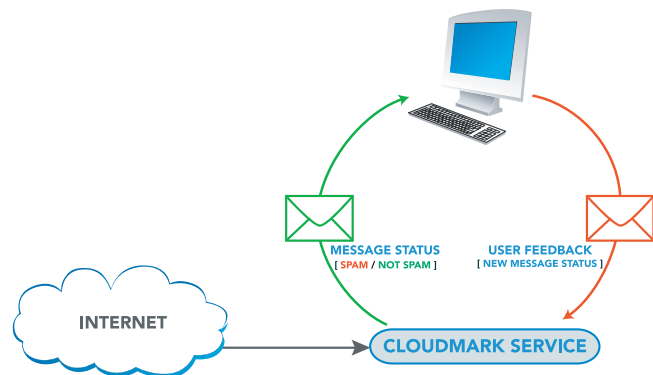 MESSAGE STATUS
[ SPAM / NOT SPAM ]
USER FEEDBACK
[ NEW MESSAGE STATUS ]
INTERNET
CLOUDMARK SERVICE